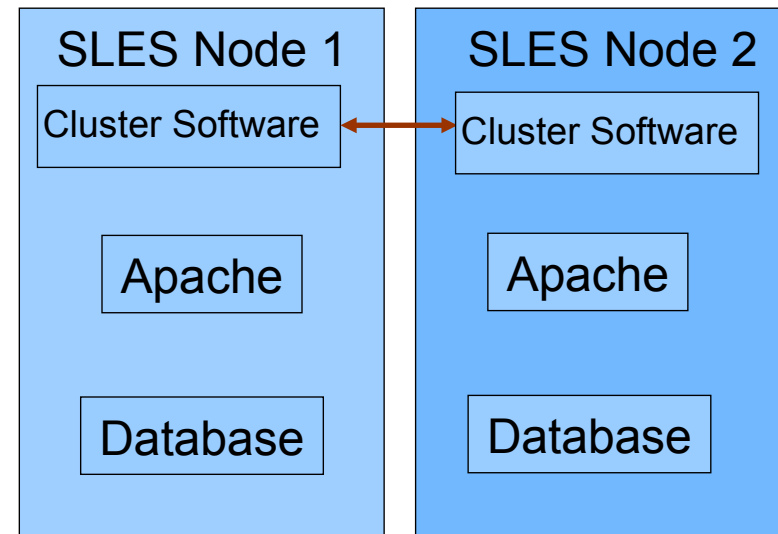 SLES Node 1
Cluster Software
Apache
Database
SLES Node 2
Cluster Software
Apache
Database